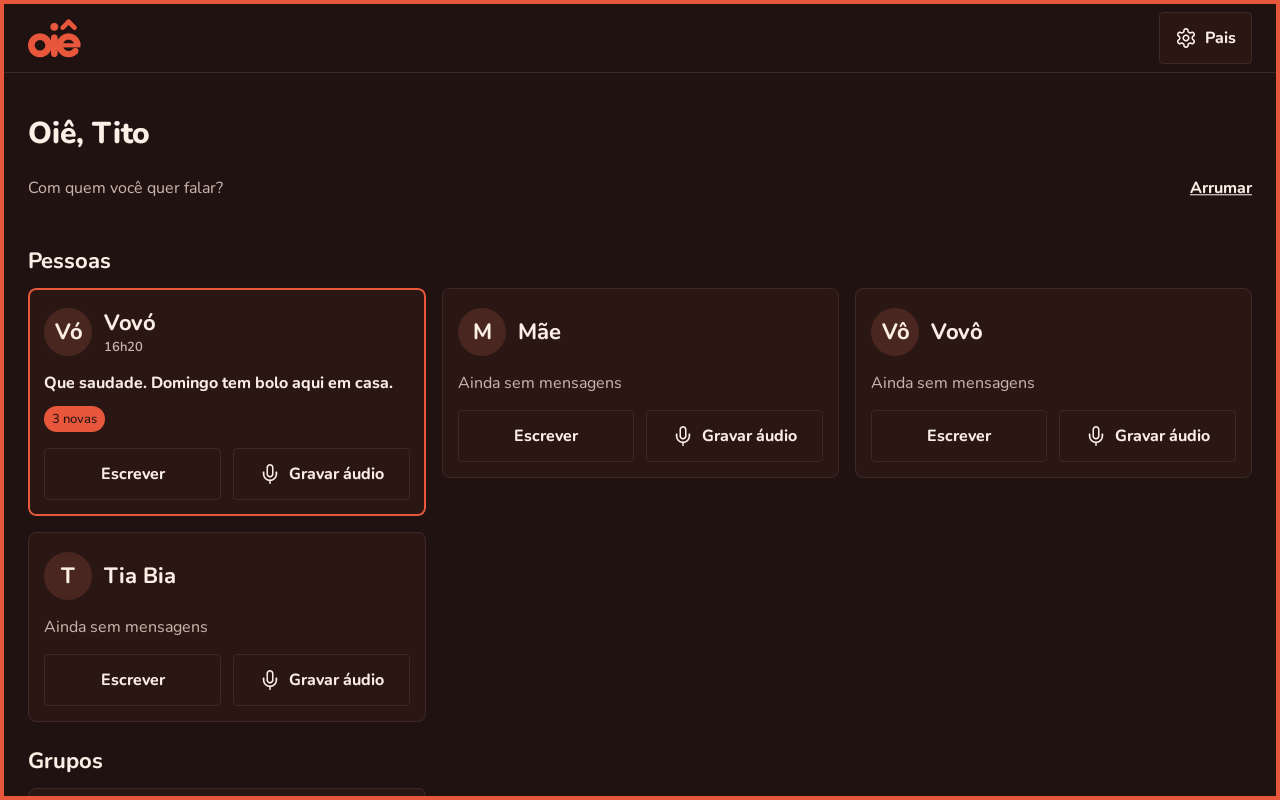 oiê
Pais
Oiê, Tito
Com quem você quer falar?
Arrumar
Pessoas
Vó
Vovó
16h20
Que saudade. Domingo tem bolo aqui em casa.
3 novas
Escrever
Gravar áudio
M
Mãe
Ainda sem mensagens
Escrever
Gravar áudio
Vô
Vovô
Ainda sem mensagens
Escrever
Gravar áudio
T
Tia Bia
Ainda sem mensagens
Escrever
Gravar áudio
Grupos